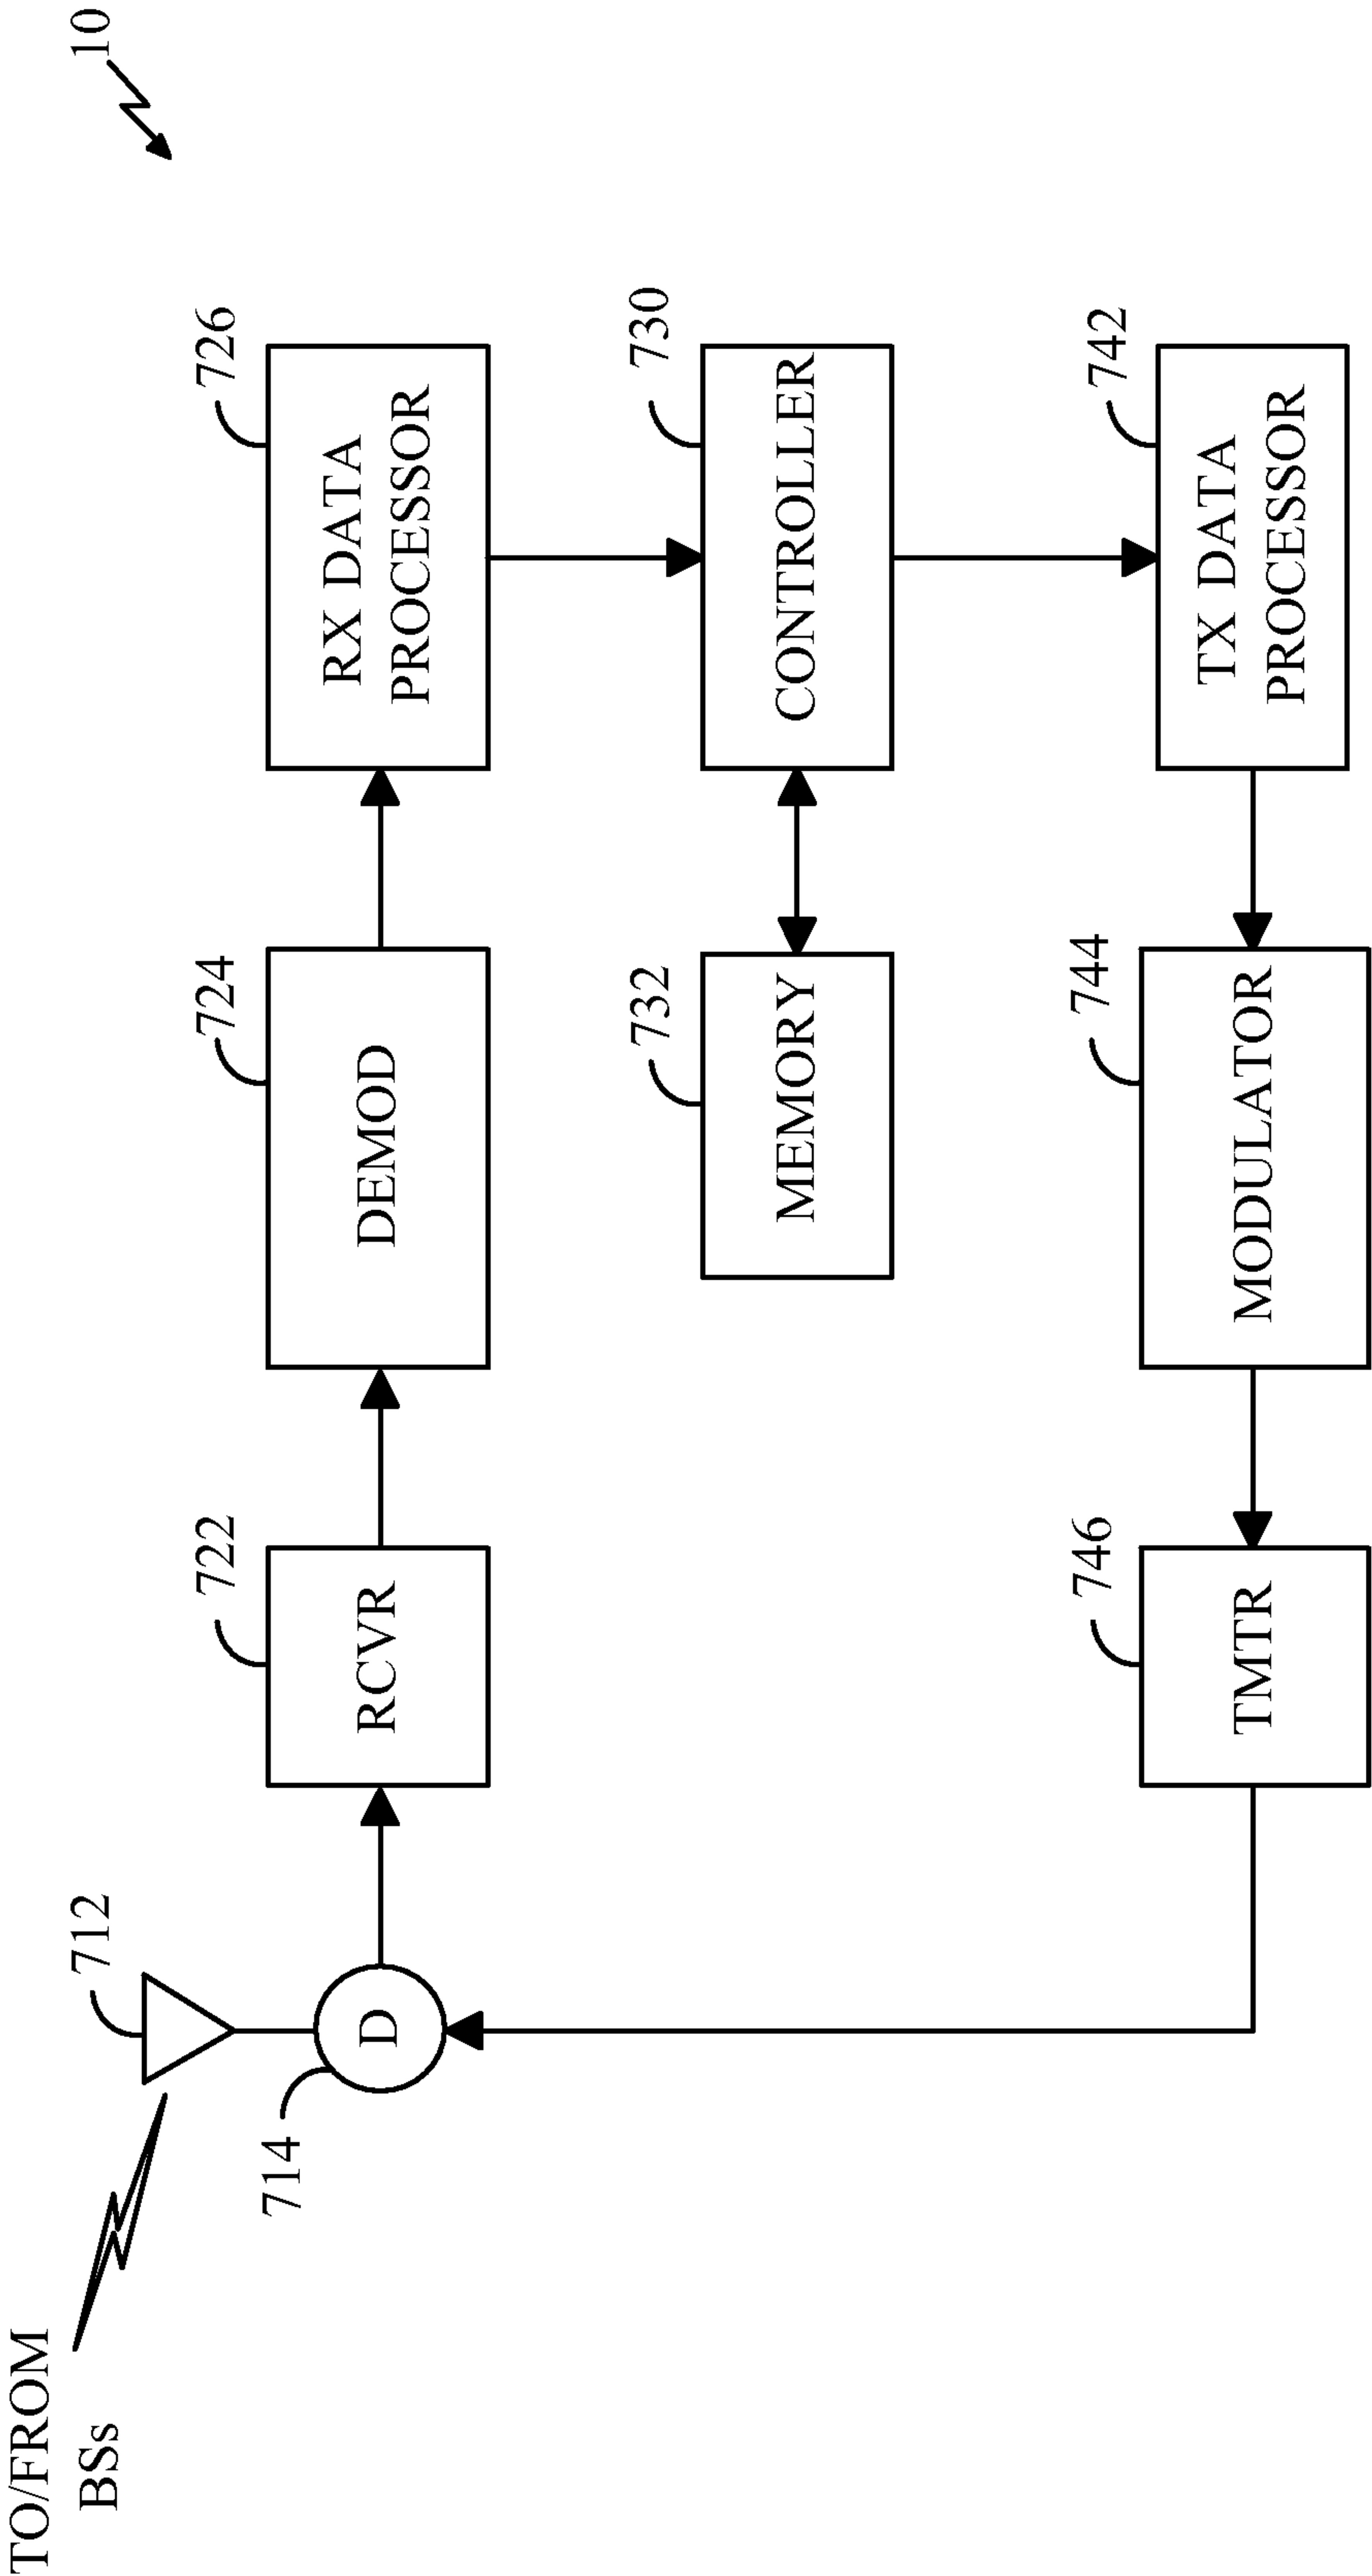 TO/FROM
BSs
712
10
714
D
722
RCVR
724
DEMOD
726
RX DATA
PROCESSOR
732
MEMORY
730
CONTROLLER
746
TMTR
744
MODULATOR
742
TX DATA
PROCESSOR